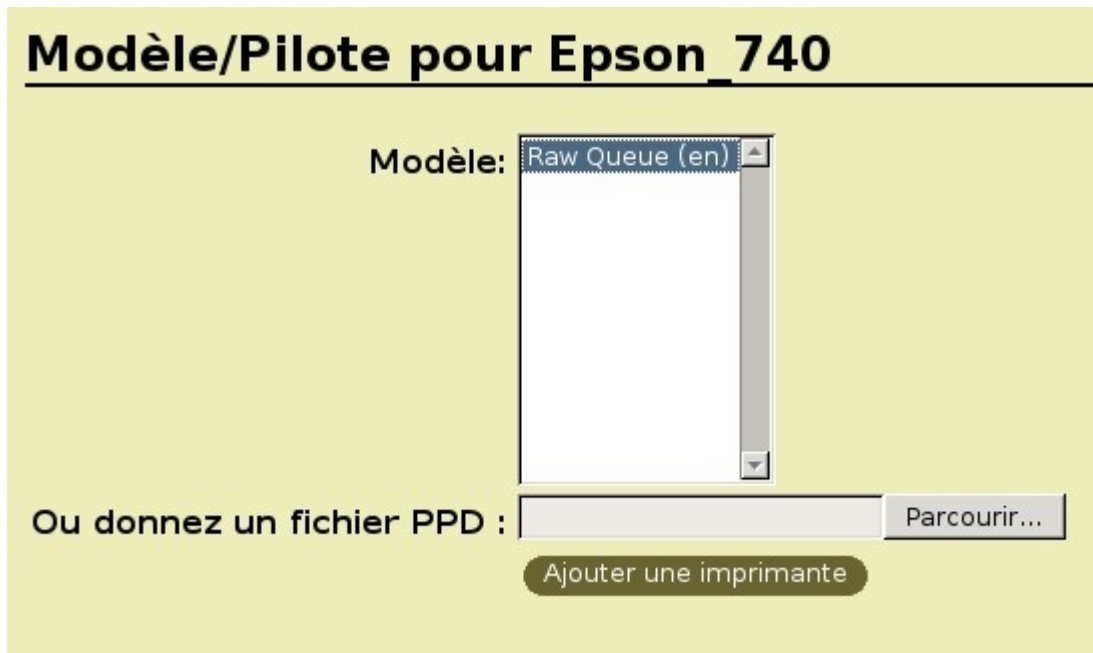 Modèle/Pilote pour Epson_740
Modèle: Raw Queue (en)
Ou donnez un fichier PPD : Parcourir...
Ajouter une imprimante